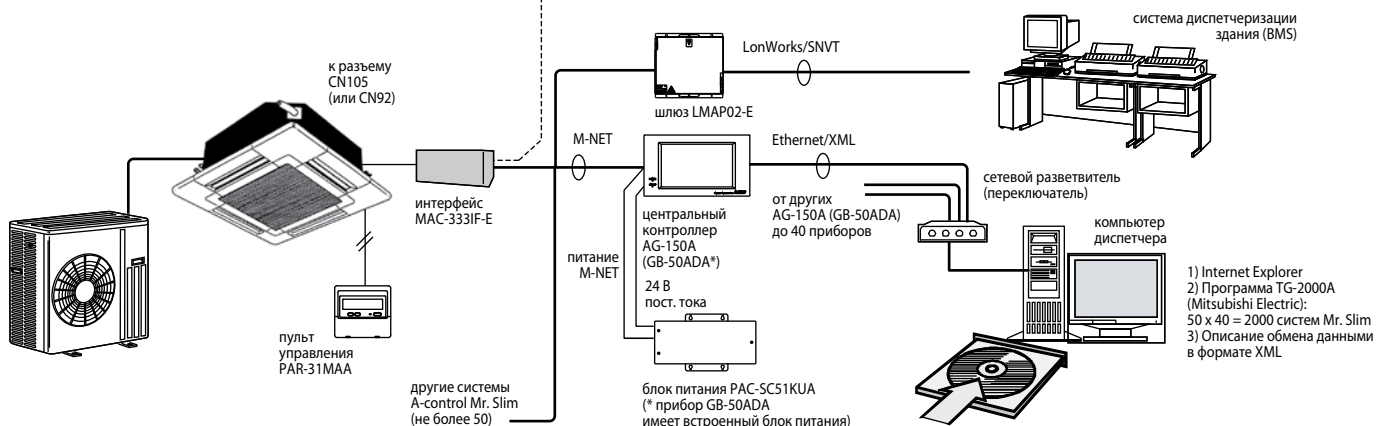 система диспетчеризации
здания (BMS)
LonWorks/SNVT
к разъему
CN105
(или CN92)
шлюз LMAP02-E
M-NET
Ethernet/XML
сетевой разветвитель
(переключатель)
интерфейс
MAC-333IF-E
центральный
контроллер
AG-150A
(GB-50ADA*)
от других
AG-150A (GB-50ADA)
до 40 приборов
компьютер
диспетчера
питание
M-NET
24 В
пост. тока
1) Internet Explorer
2) Программа TG-2000A
(Mitsubishi Electric):
50 x 40 = 2000 систем Mr. Slim
3) Описание обмена данными
в формате XML
пульт
управления
PAR-31MAA
другие системы
A-control Mr. Slim
(не более 50)
блок питания PAC-SC51KUA
(* прибор GB-50ADA
имеет встроенный блок питания)